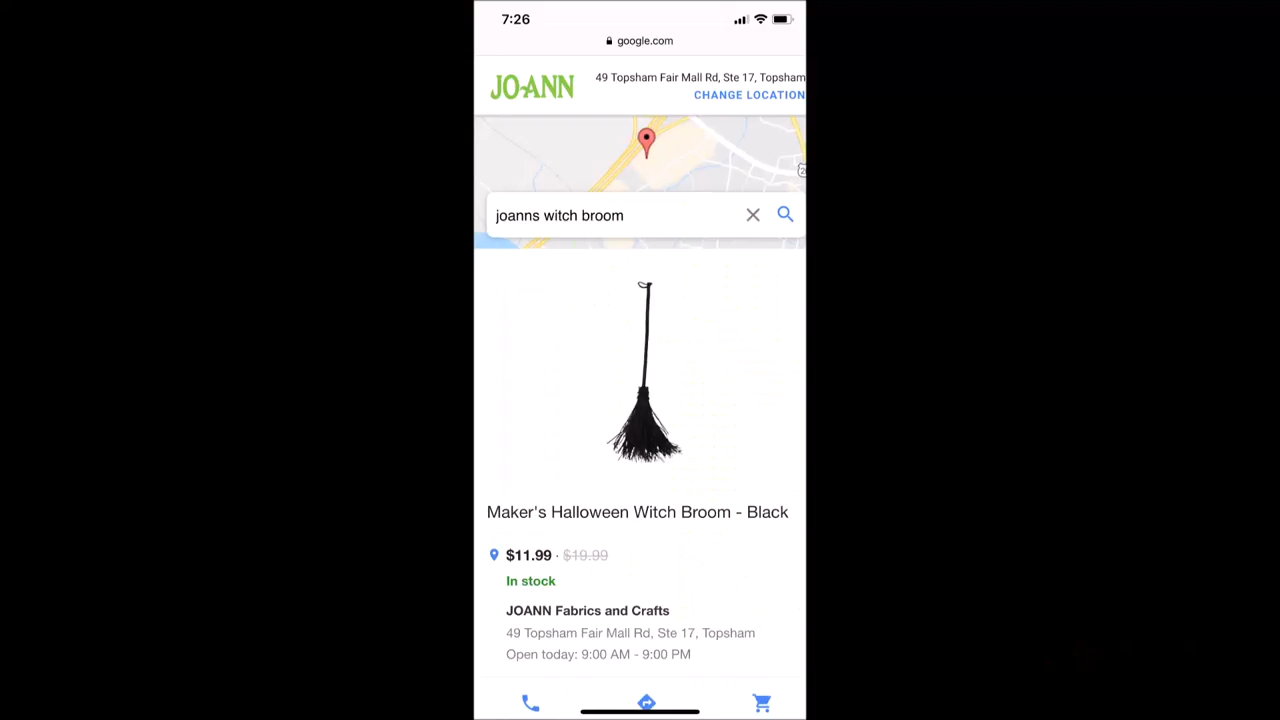 7:26
google.com
JO-ANN
49 Topsham Fair Mall Rd, Ste 17, Topsham
CHANGE LOCATION
joanns witch broom
Maker's Halloween Witch Broom - Black
$11.99 · $19.99
In stock
JOANN Fabrics and Crafts
49 Topsham Fair Mall Rd, Ste 17, Topsham
Open today: 9:00 AM - 9:00 PM